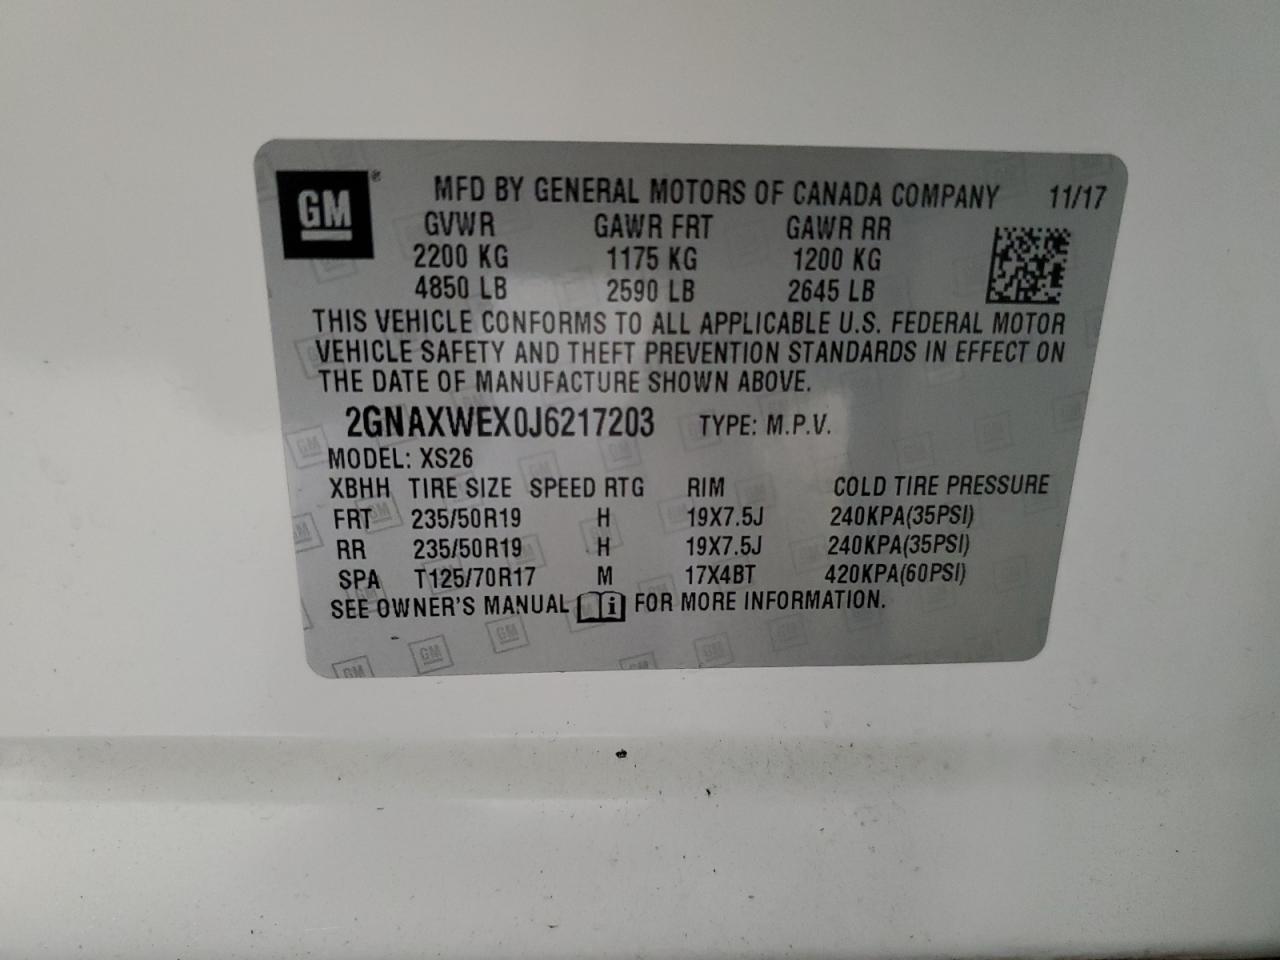 GM®
MFD BY GENERAL MOTORS OF CANADA COMPANY 11/17
GVWR GAWR FRT GAWR RR
2200 KG 1175 KG 1200 KG
4850 LB 2590 LB 2645 LB
THIS VEHICLE CONFORMS TO ALL APPLICABLE U.S. FEDERAL MOTOR
VEHICLE SAFETY AND THEFT PREVENTION STANDARDS IN EFFECT ON
THE DATE OF MANUFACTURE SHOWN ABOVE.
2GNAXWEX0J6217203 TYPE: M.P.V.
MODEL: XS26
XBHH TIRE SIZE SPEED RTG RIM COLD TIRE PRESSURE
FRT 235/50R19 H 19X7.5J 240KPA(35PSI)
RR 235/50R19 H 19X7.5J 240KPA(35PSI)
SPA T125/70R17 M 17X4BT 420KPA(60PSI)
SEE OWNER'S MANUAL FOR MORE INFORMATION.